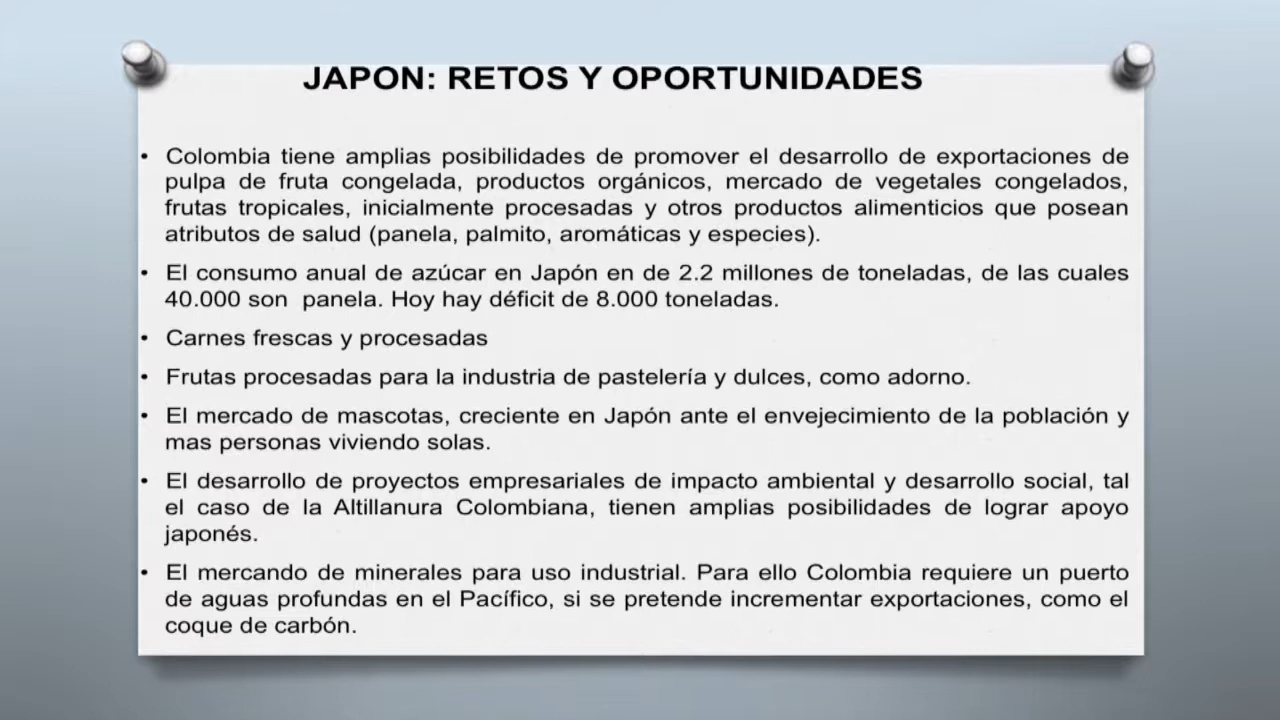 JAPON: RETOS Y OPORTUNIDADES
• Colombia tiene amplias posibilidades de promover el desarrollo de exportaciones de
pulpa de fruta congelada, productos orgánicos, mercado de vegetales congelados,
frutas tropicales, inicialmente procesadas y otros productos alimenticios que posean
atributos de salud (panela, palmito, aromáticas y especies).
• El consumo anual de azúcar en Japón en de 2.2 millones de toneladas, de las cuales
40.000 son panela. Hoy hay déficit de 8.000 toneladas.
• Carnes frescas y procesadas
• Frutas procesadas para la industria de pastelería y dulces, como adorno.
• El mercado de mascotas, creciente en Japón ante el envejecimiento de la población y
mas personas viviendo solas.
• El desarrollo de proyectos empresariales de impacto ambiental y desarrollo social, tal
el caso de la Altillanura Colombiana, tienen amplias posibilidades de lograr apoyo
japonés.
• El mercando de minerales para uso industrial. Para ello Colombia requiere un puerto
de aguas profundas en el Pacífico, si se pretende incrementar exportaciones, como el
coque de carbón.